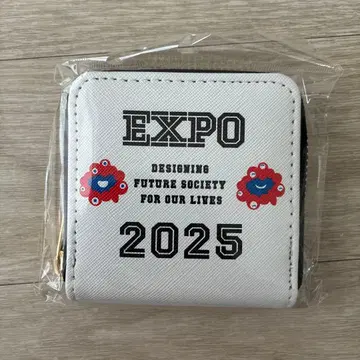 EXPO
DESIGNING
FUTURE SOCIETY
FOR OUR LIVES
2025